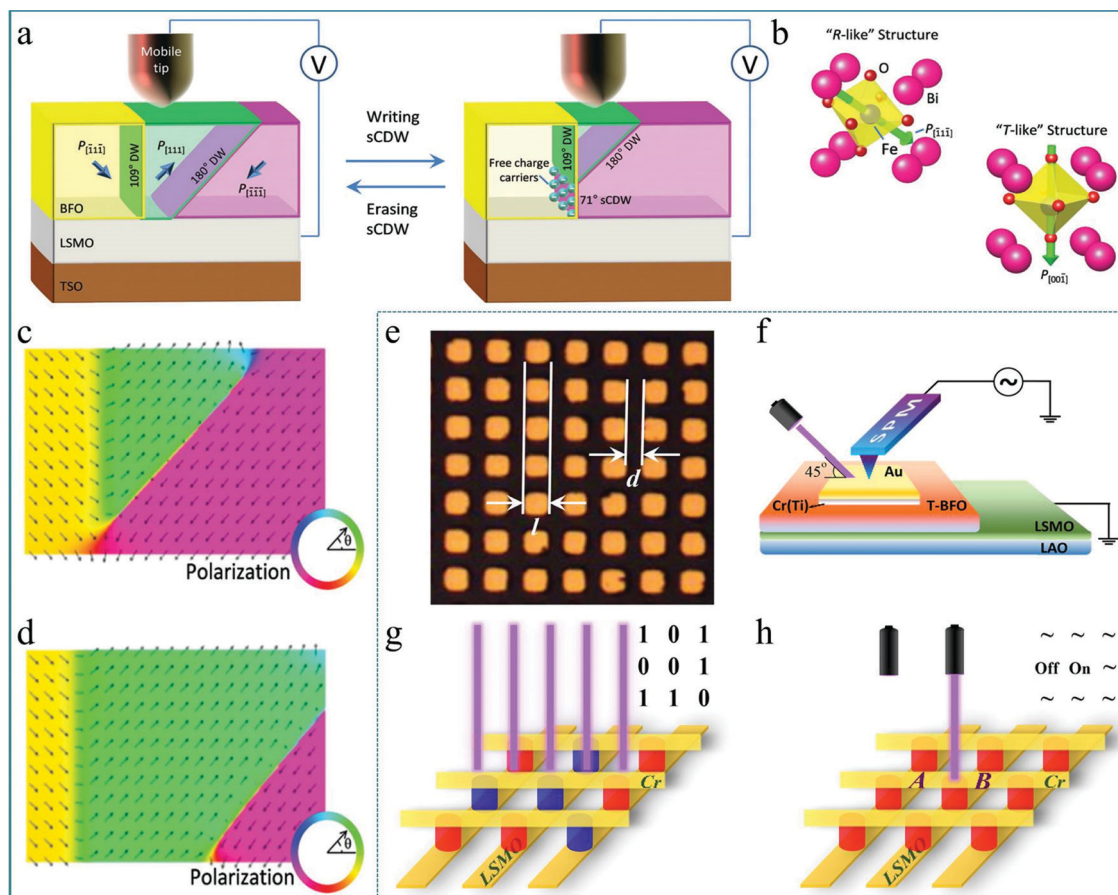 a
Mobile
tip
V
P[1̄11̄]
109° DW
P[111]
180° DW
P[1̄1̄1̄]
BFO
LSMO
TSO
Writing
sCDW
Erasing
sCDW
V
Free charge
carriers
109° DW
180° DW
71° sCDW
b
"R-like" Structure
O
Bi
Fe
P[1̄11̄]
"T-like" Structure
P[001̄]
c
θ
Polarization
d
θ
Polarization
e
d
l
f
SPM
~
45°
Au
Cr(Ti)
T-BFO
LSMO
LAO
g
1 0 1
0 0 1
1 1 0
Cr
LSMO
h
~ ~ ~
Off On ~
~ ~ ~
A B Cr
LSMO